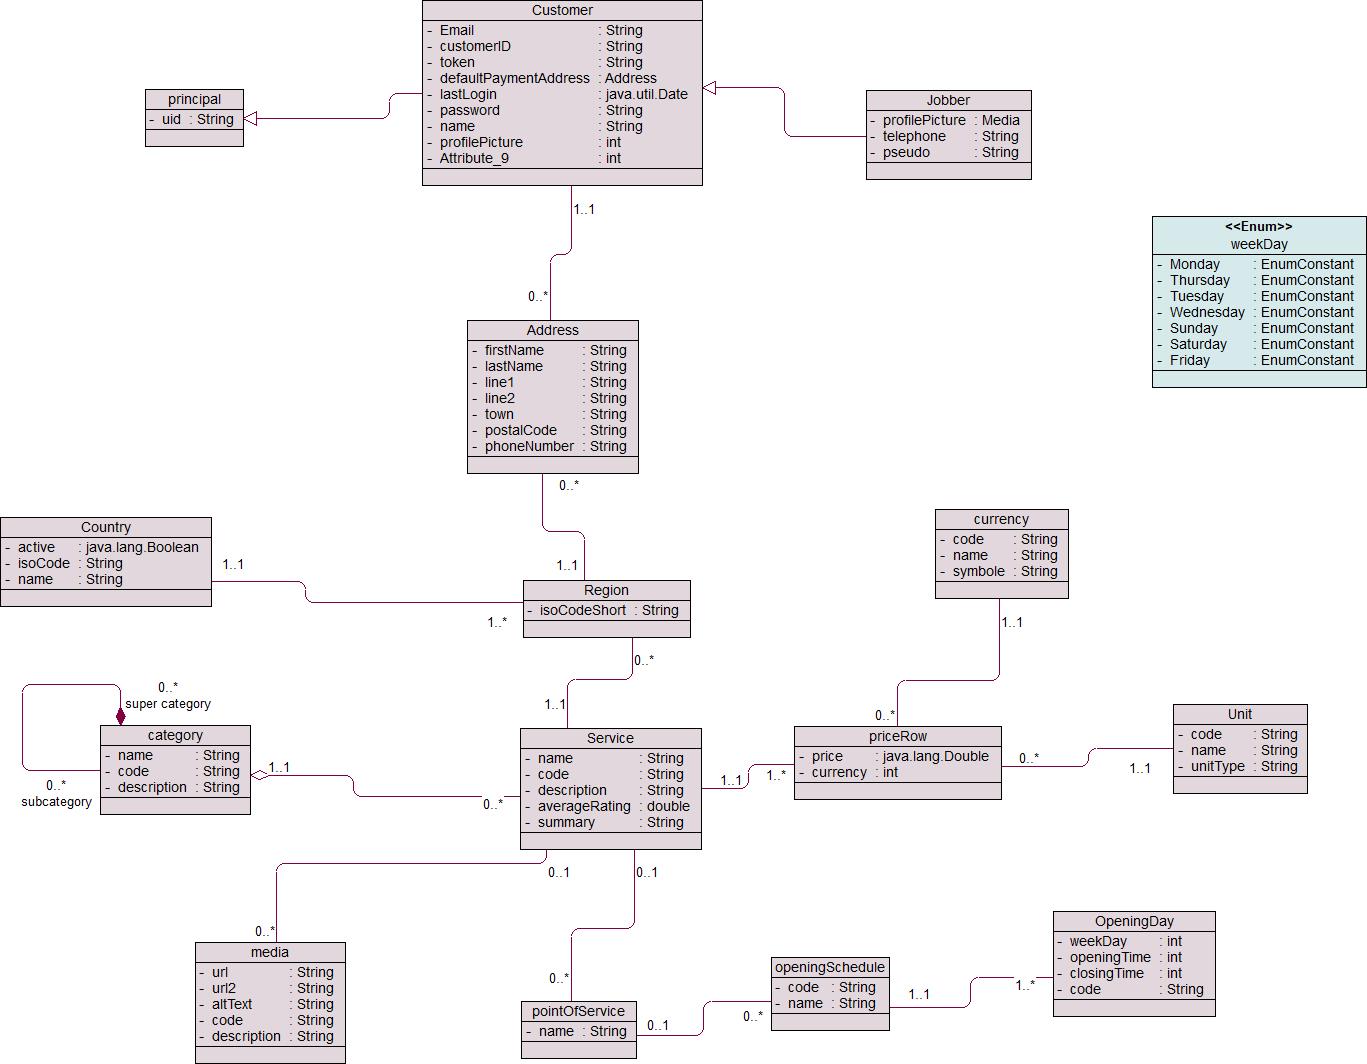 Customer
- Email : String
- customerID : String
- token : String
- defaultPaymentAddress : Address
- lastLogin : java.util.Date
- password : String
- name : String
- profilePicture : int
- Attribute_9 : int
principal
- uid : String
Jobber
- profilePicture : Media
- telephone : String
- pseudo : String
1..1
0..*
<<Enum>>
weekDay
- Monday : EnumConstant
- Thursday : EnumConstant
- Tuesday : EnumConstant
- Wednesday : EnumConstant
- Sunday : EnumConstant
- Saturday : EnumConstant
- Friday : EnumConstant
Address
- firstName : String
- lastName : String
- line1 : String
- line2 : String
- town : String
- postalCode : String
- phoneNumber : String
0..*
1..1
Country
- active : java.lang.Boolean
- isoCode : String
- name : String
1..1
1..*
Region
- isoCodeShort : String
0..*
1..1
currency
- code : String
- name : String
- symbole : String
1..1
0..*
0..*
super category
category
- name : String
- code : String
- description : String
0..*
subcategory
1..1
0..*
Service
- name : String
- code : String
- description : String
- averageRating : double
- summary : String
1..1
1..*
priceRow
- price : java.lang.Double
- currency : int
0..*
1..1
Unit
- code : String
- name : String
- unitType : String
0..1
0..*
0..1
0..*
media
- url : String
- url2 : String
- altText : String
- code : String
- description : String
pointOfService
- name : String
0..1
0..*
openingSchedule
- code : String
- name : String
1..1
1..*
OpeningDay
- weekDay : int
- openingTime : int
- closingTime : int
- code : String